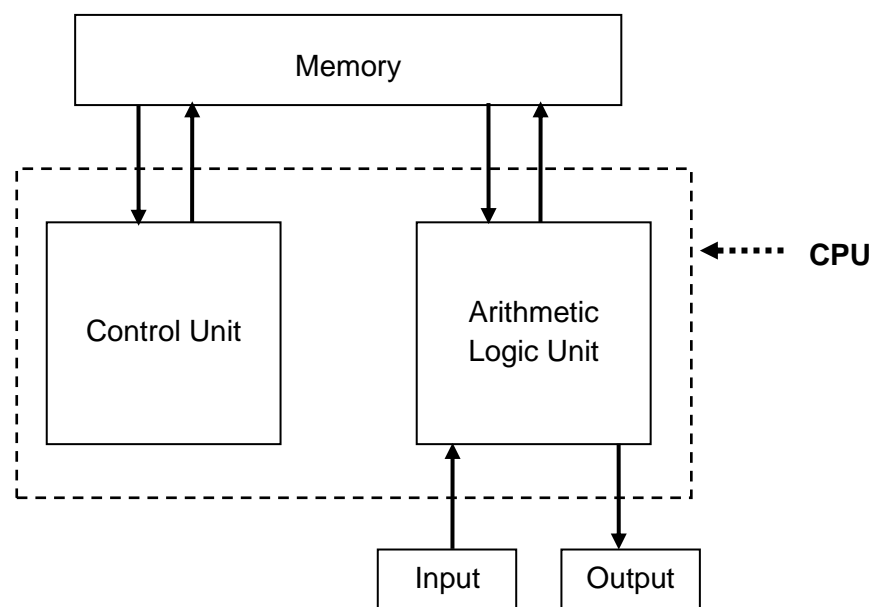 Memory
CPU
Control Unit
Arithmetic
Logic Unit
Input
Output